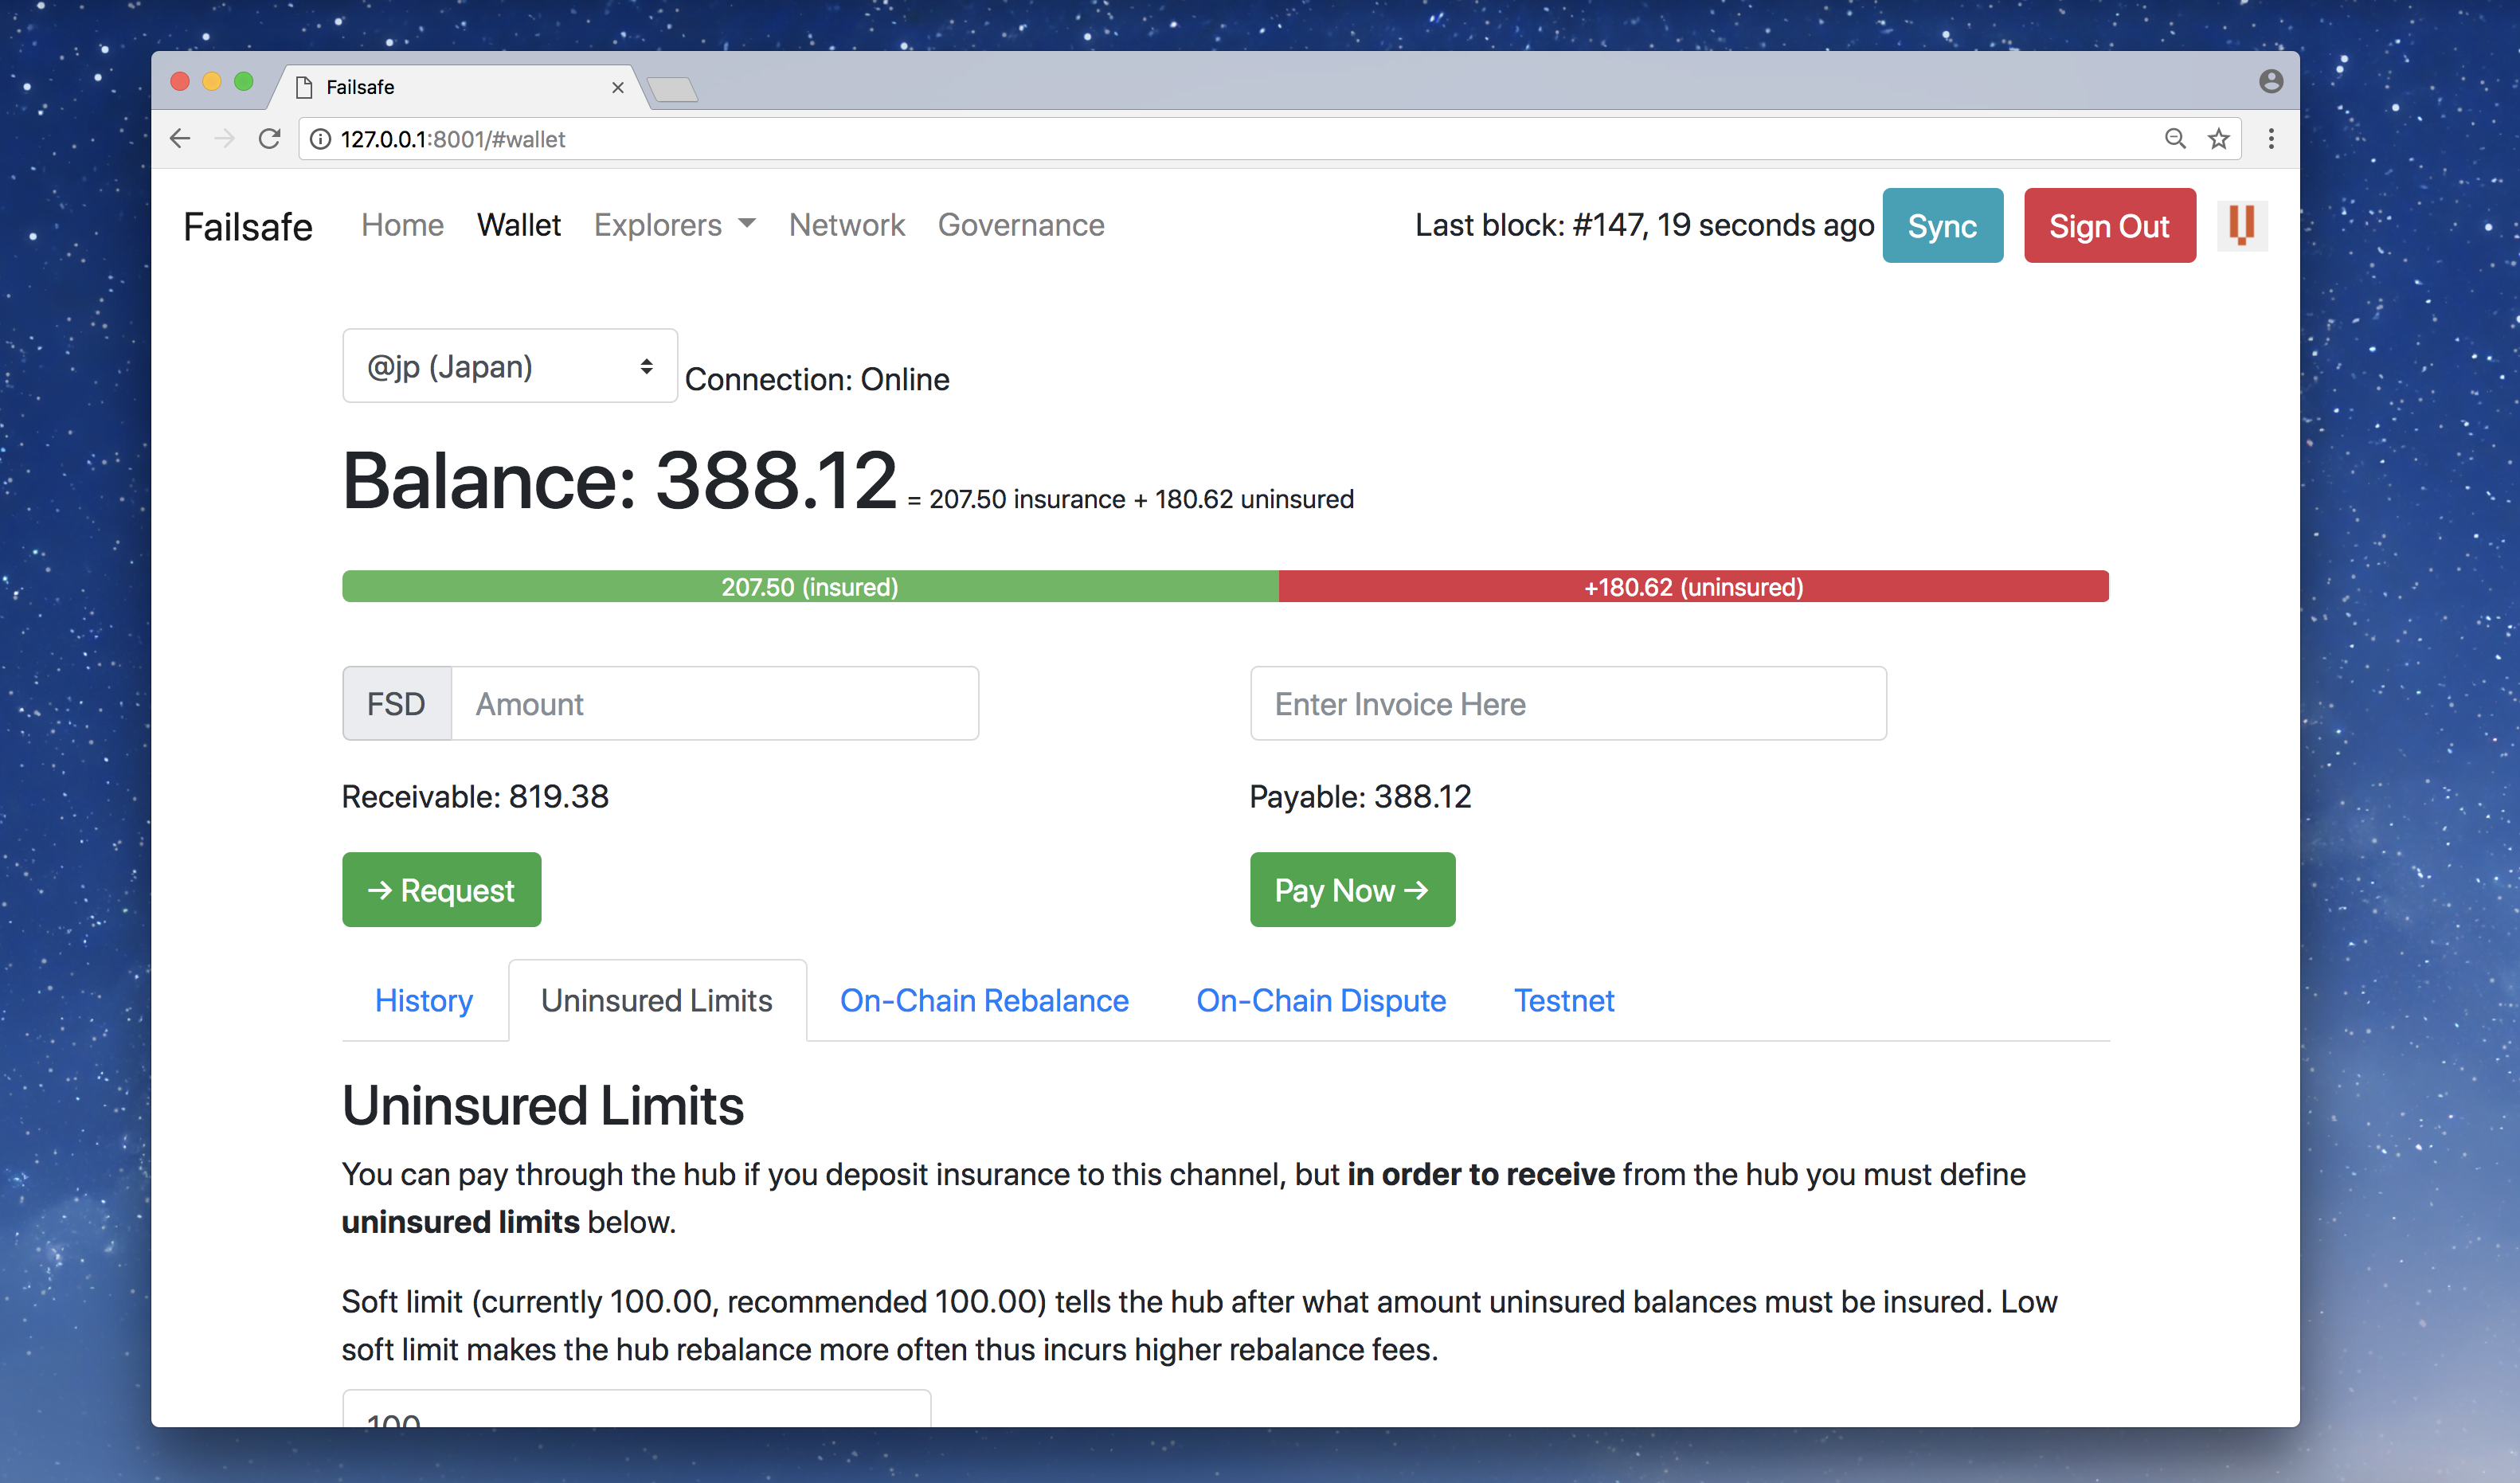 Failsafe
127.0.0.1:8001/#wallet
Failsafe Home Wallet Explorers Network Governance Last block: #147, 19 seconds ago Sync Sign Out
@jp (Japan) Connection: Online
Balance: 388.12 = 207.50 insurance + 180.62 uninsured
207.50 (insured) +180.62 (uninsured)
FSD Amount Enter Invoice Here
Receivable: 819.38 Payable: 388.12
→ Request Pay Now →
History Uninsured Limits On-Chain Rebalance On-Chain Dispute Testnet
Uninsured Limits
You can pay through the hub if you deposit insurance to this channel, but in order to receive from the hub you must define
uninsured limits below.
Soft limit (currently 100.00, recommended 100.00) tells the hub after what amount uninsured balances must be insured. Low
soft limit makes the hub rebalance more often thus incurs higher rebalance fees.
100